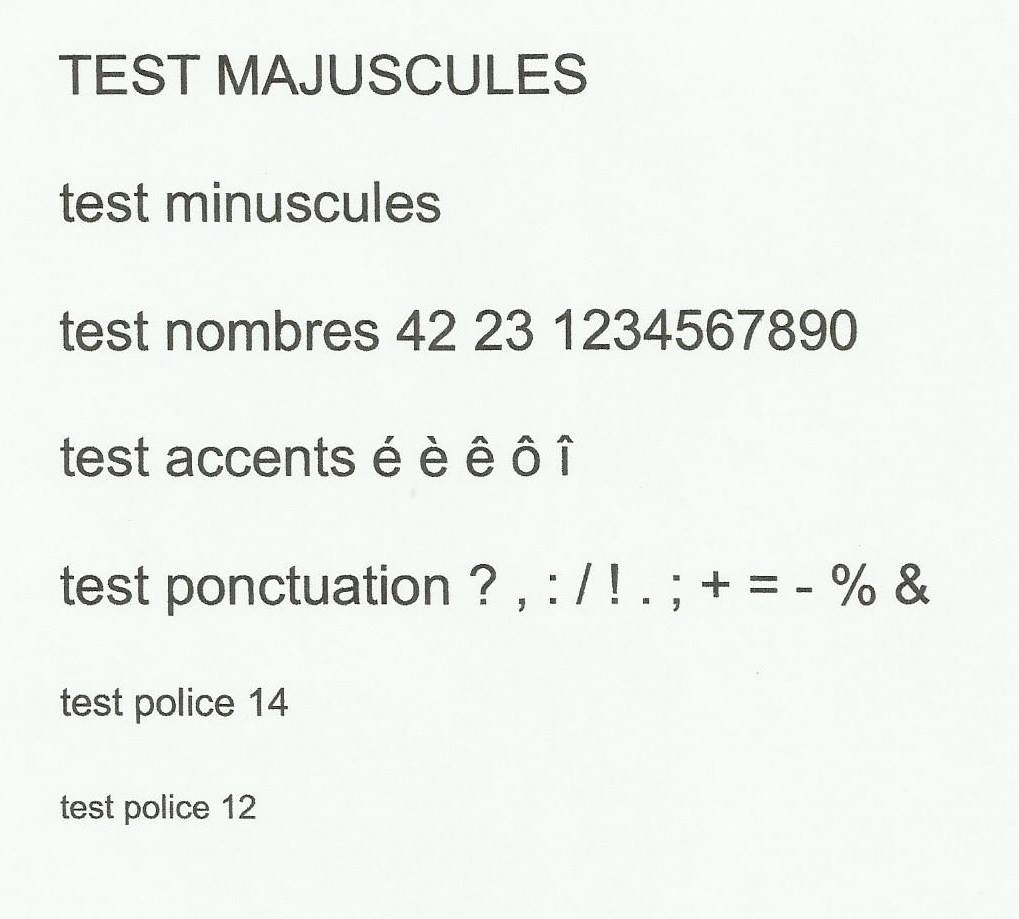 TEST MAJUSCULES
test minuscules
test nombres 42 23 1234567890
test accents é è ê ô î
test ponctuation ? , : / ! . ; + = - % &
test police 14
test police 12